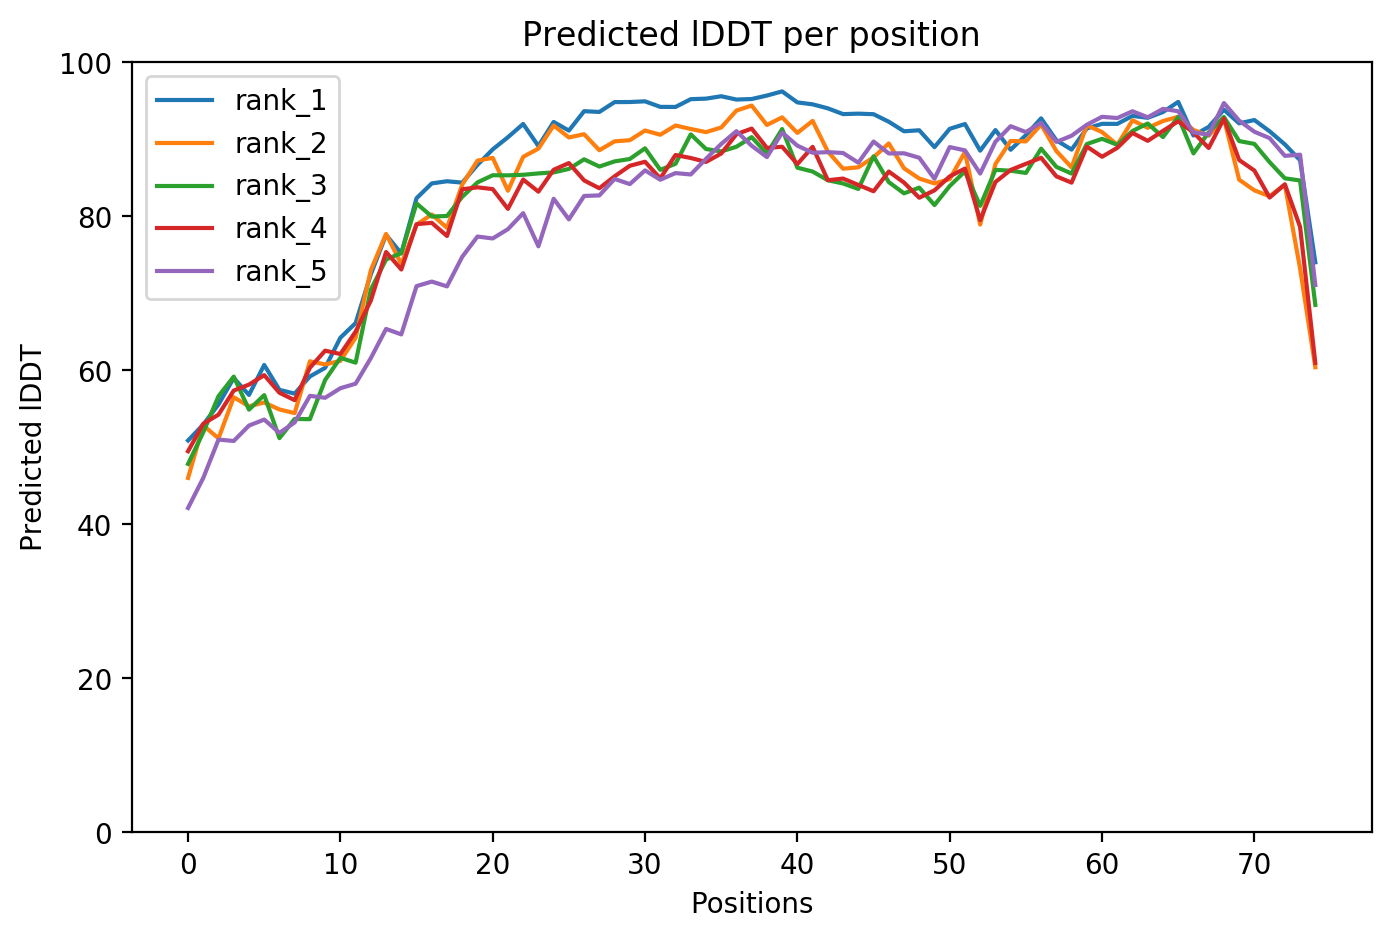 Predicted lDDT per position
100
80
60
40
20
0
Predicted lDDT
rank_1
rank_2
rank_3
rank_4
rank_5
0 10 20 30 40 50 60 70
Positions